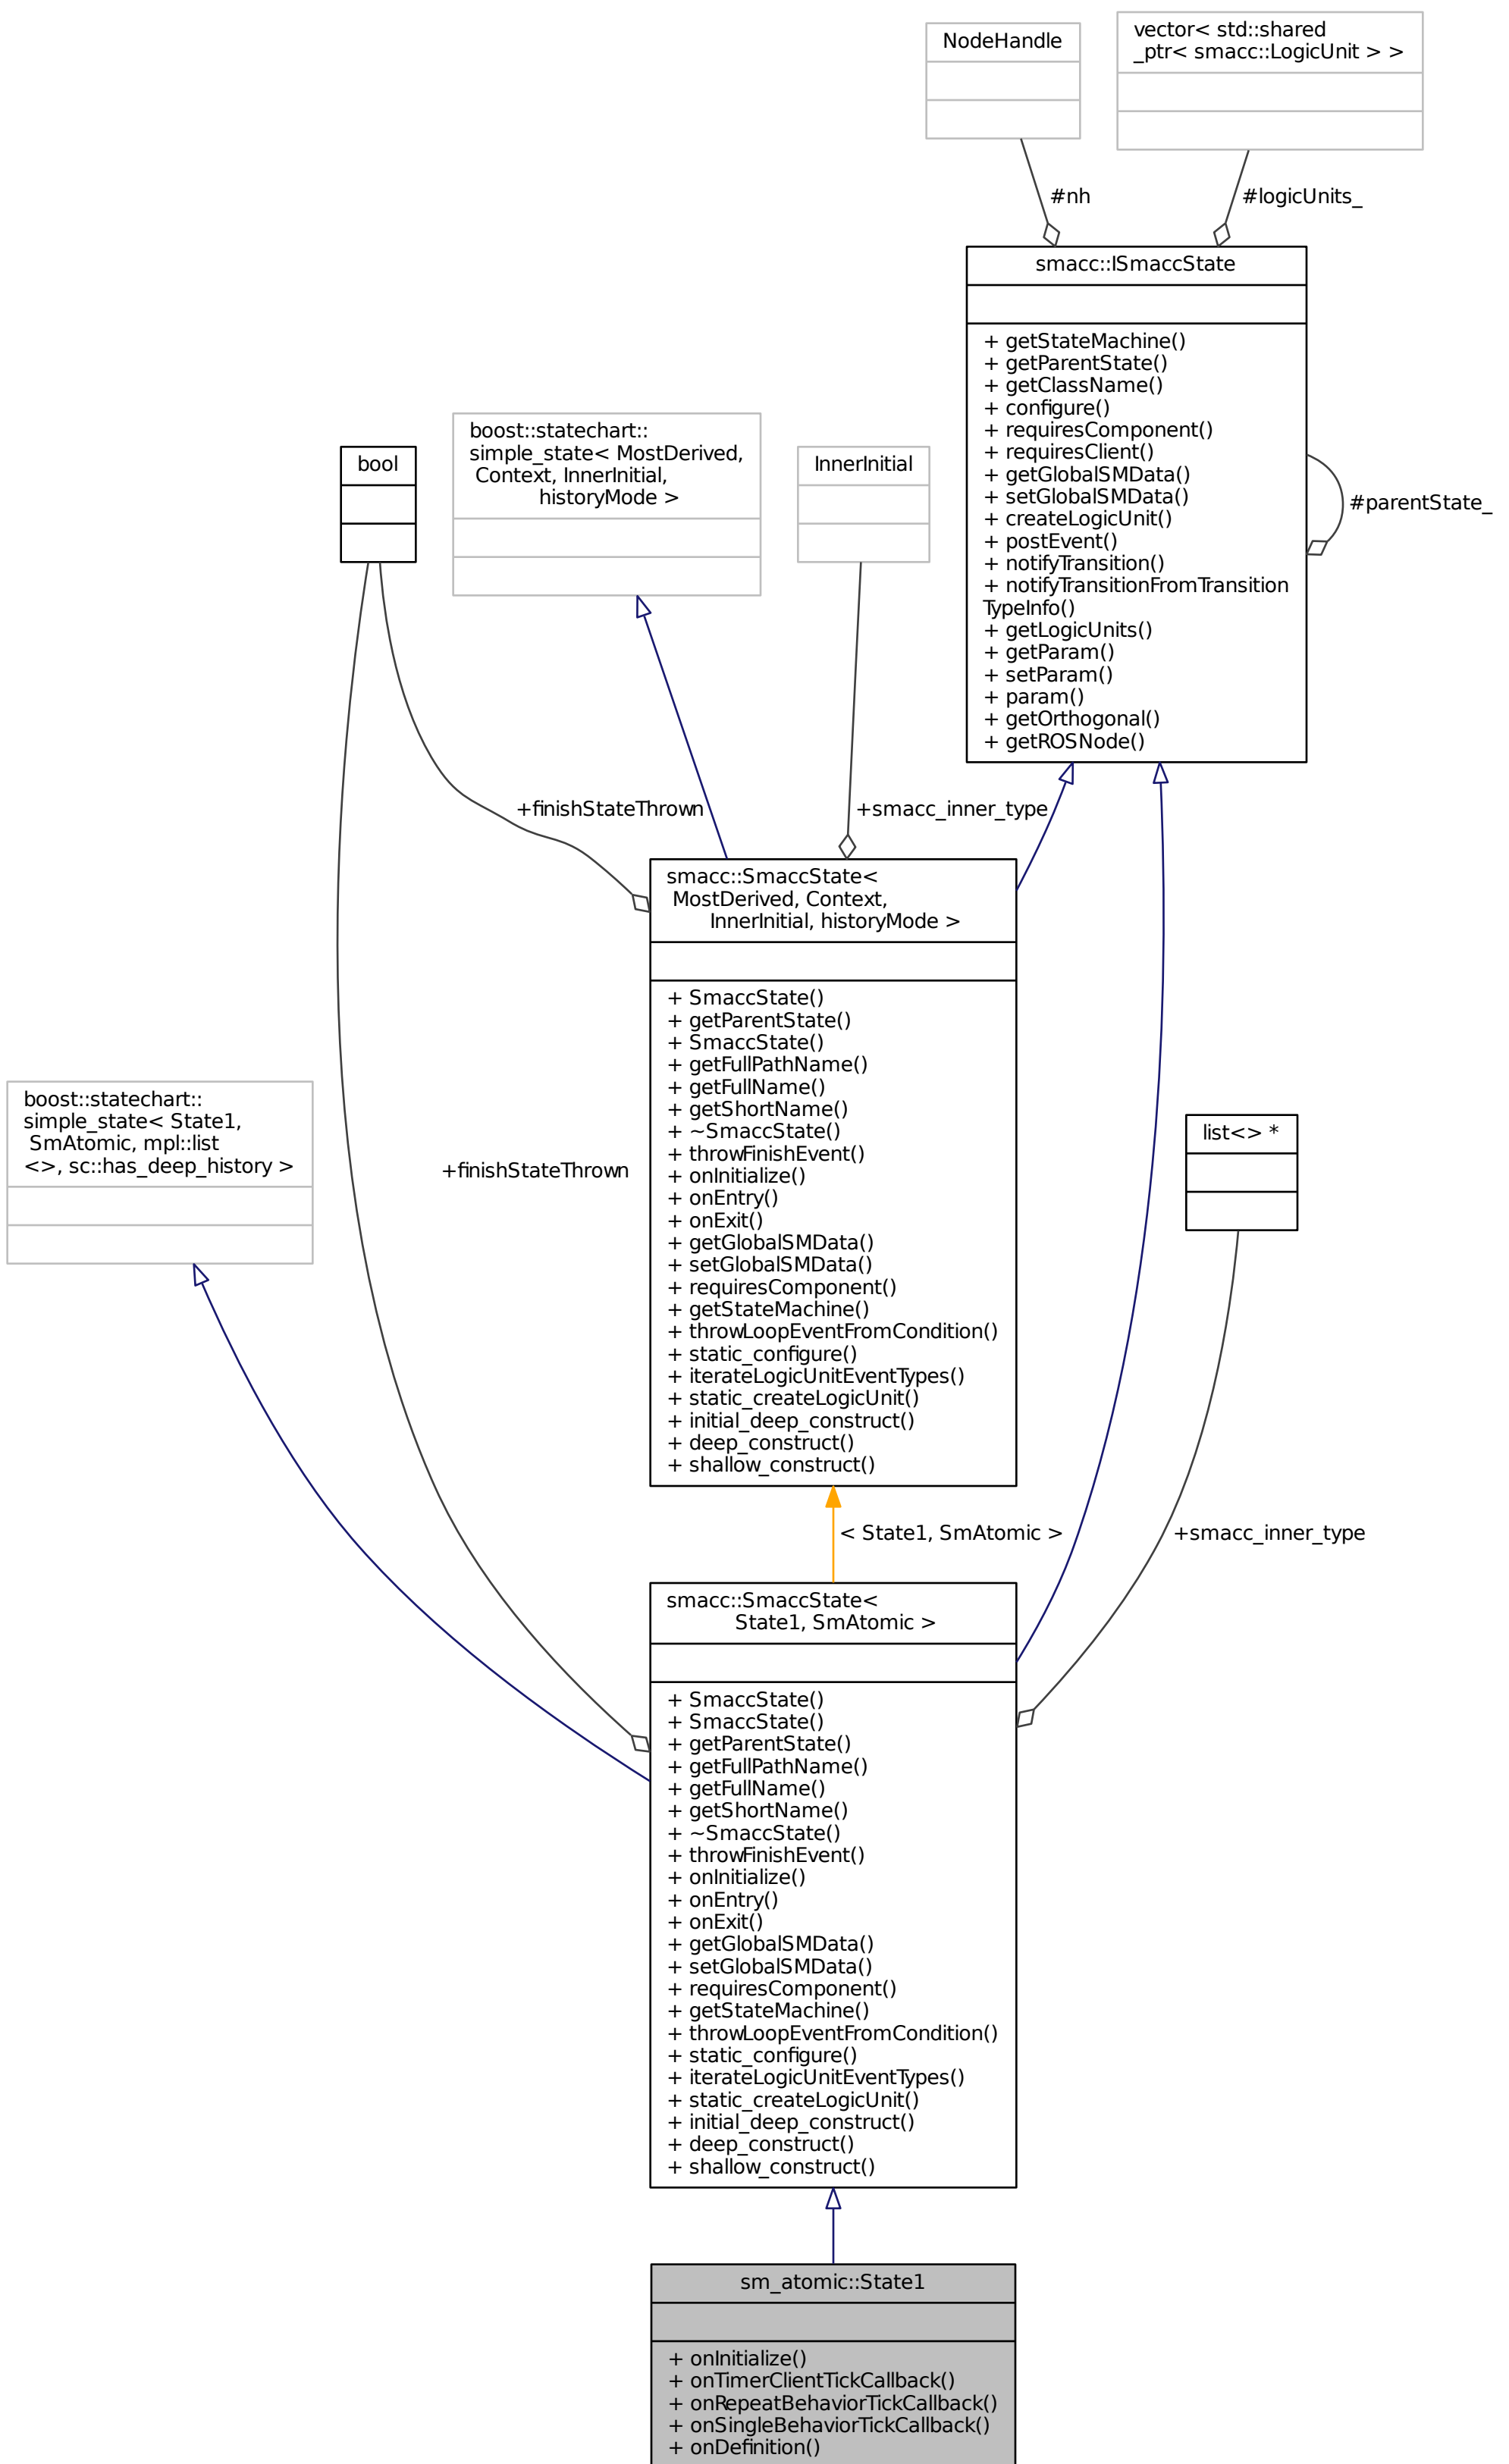 NodeHandle
vector< std::shared
_ptr< smacc::LogicUnit > >
#nh
#logicUnits_
smacc::ISmaccState
+ getStateMachine()
+ getParentState()
+ getClassName()
+ configure()
+ requiresComponent()
+ requiresClient()
+ getGlobalSMData()
+ setGlobalSMData()
+ createLogicUnit()
+ postEvent()
+ notifyTransition()
+ notifyTransitionFromTransition
TypeInfo()
+ getLogicUnits()
+ getParam()
+ setParam()
+ param()
+ getOrthogonal()
+ getROSNode()
#parentState_
bool
boost::statechart::
simple_state< MostDerived,
Context, InnerInitial,
historyMode >
InnerInitial
+finishStateThrown
+smacc_inner_type
smacc::SmaccState<
MostDerived, Context,
InnerInitial, historyMode >
+ SmaccState()
+ getParentState()
+ SmaccState()
+ getFullPathName()
+ getFullName()
+ getShortName()
+ ~SmaccState()
+ throwFinishEvent()
+ onInitialize()
+ onEntry()
+ onExit()
+ getGlobalSMData()
+ setGlobalSMData()
+ requiresComponent()
+ getStateMachine()
+ throwLoopEventFromCondition()
+ static_configure()
+ iterateLogicUnitEventTypes()
+ static_createLogicUnit()
+ initial_deep_construct()
+ deep_construct()
+ shallow_construct()
boost::statechart::
simple_state< State1,
SmAtomic, mpl::list
<>, sc::has_deep_history >
+finishStateThrown
list<> *
< State1, SmAtomic >
+smacc_inner_type
smacc::SmaccState<
State1, SmAtomic >
+ SmaccState()
+ SmaccState()
+ getParentState()
+ getFullPathName()
+ getFullName()
+ getShortName()
+ ~SmaccState()
+ throwFinishEvent()
+ onInitialize()
+ onEntry()
+ onExit()
+ getGlobalSMData()
+ setGlobalSMData()
+ requiresComponent()
+ getStateMachine()
+ throwLoopEventFromCondition()
+ static_configure()
+ iterateLogicUnitEventTypes()
+ static_createLogicUnit()
+ initial_deep_construct()
+ deep_construct()
+ shallow_construct()
sm_atomic::State1
+ onInitialize()
+ onTimerClientTickCallback()
+ onRepeatBehaviorTickCallback()
+ onSingleBehaviorTickCallback()
+ onDefinition()